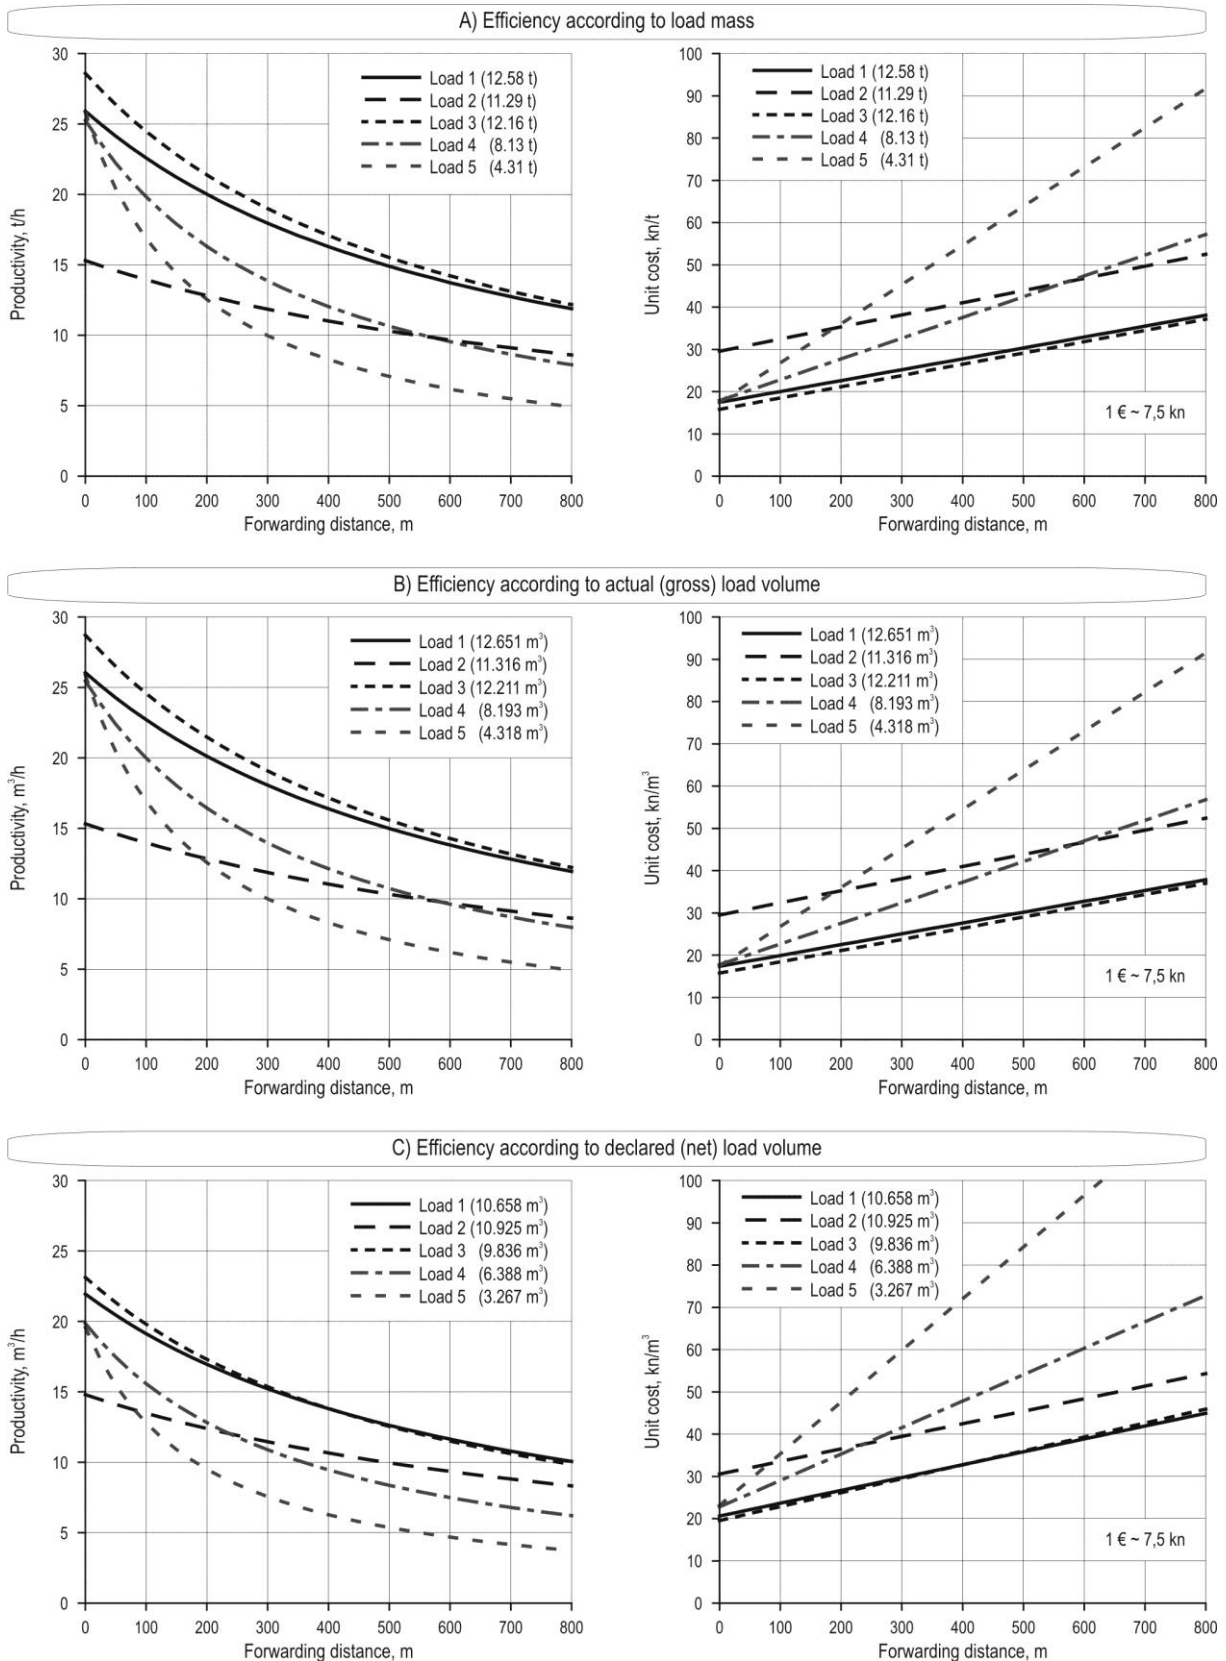 A) Efficiency according to load mass
30
25
20
15
10
5
0
Productivity, t/h
Load 1 (12.58 t)
Load 2 (11.29 t)
Load 3 (12.16 t)
Load 4 (8.13 t)
Load 5 (4.31 t)
0 100 200 300 400 500 600 700 800
Forwarding distance, m
100
90
80
70
60
50
40
30
20
10
0
Unit cost, kn/t
Load 1 (12.58 t)
Load 2 (11.29 t)
Load 3 (12.16 t)
Load 4 (8.13 t)
Load 5 (4.31 t)
1 € ~ 7,5 kn
0 100 200 300 400 500 600 700 800
Forwarding distance, m
B) Efficiency according to actual (gross) load volume
30
25
20
15
10
5
0
Productivity, m³/h
Load 1 (12.651 m³)
Load 2 (11.316 m³)
Load 3 (12.211 m³)
Load 4 (8.193 m³)
Load 5 (4.318 m³)
0 100 200 300 400 500 600 700 800
Forwarding distance, m
100
90
80
70
60
50
40
30
20
10
0
Unit cost, kn/m³
Load 1 (12.651 m³)
Load 2 (11.316 m³)
Load 3 (12.211 m³)
Load 4 (8.193 m³)
Load 5 (4.318 m³)
1 € ~ 7,5 kn
0 100 200 300 400 500 600 700 800
Forwarding distance, m
C) Efficiency according to declared (net) load volume
30
25
20
15
10
5
0
Productivity, m³/h
Load 1 (10.658 m³)
Load 2 (10.925 m³)
Load 3 (9.836 m³)
Load 4 (6.388 m³)
Load 5 (3.267 m³)
0 100 200 300 400 500 600 700 800
Forwarding distance, m
100
90
80
70
60
50
40
30
20
10
0
Unit cost, kn/m³
Load 1 (10.658 m³)
Load 2 (10.925 m³)
Load 3 (9.836 m³)
Load 4 (6.388 m³)
Load 5 (3.267 m³)
1 € ~ 7,5 kn
0 100 200 300 400 500 600 700 800
Forwarding distance, m